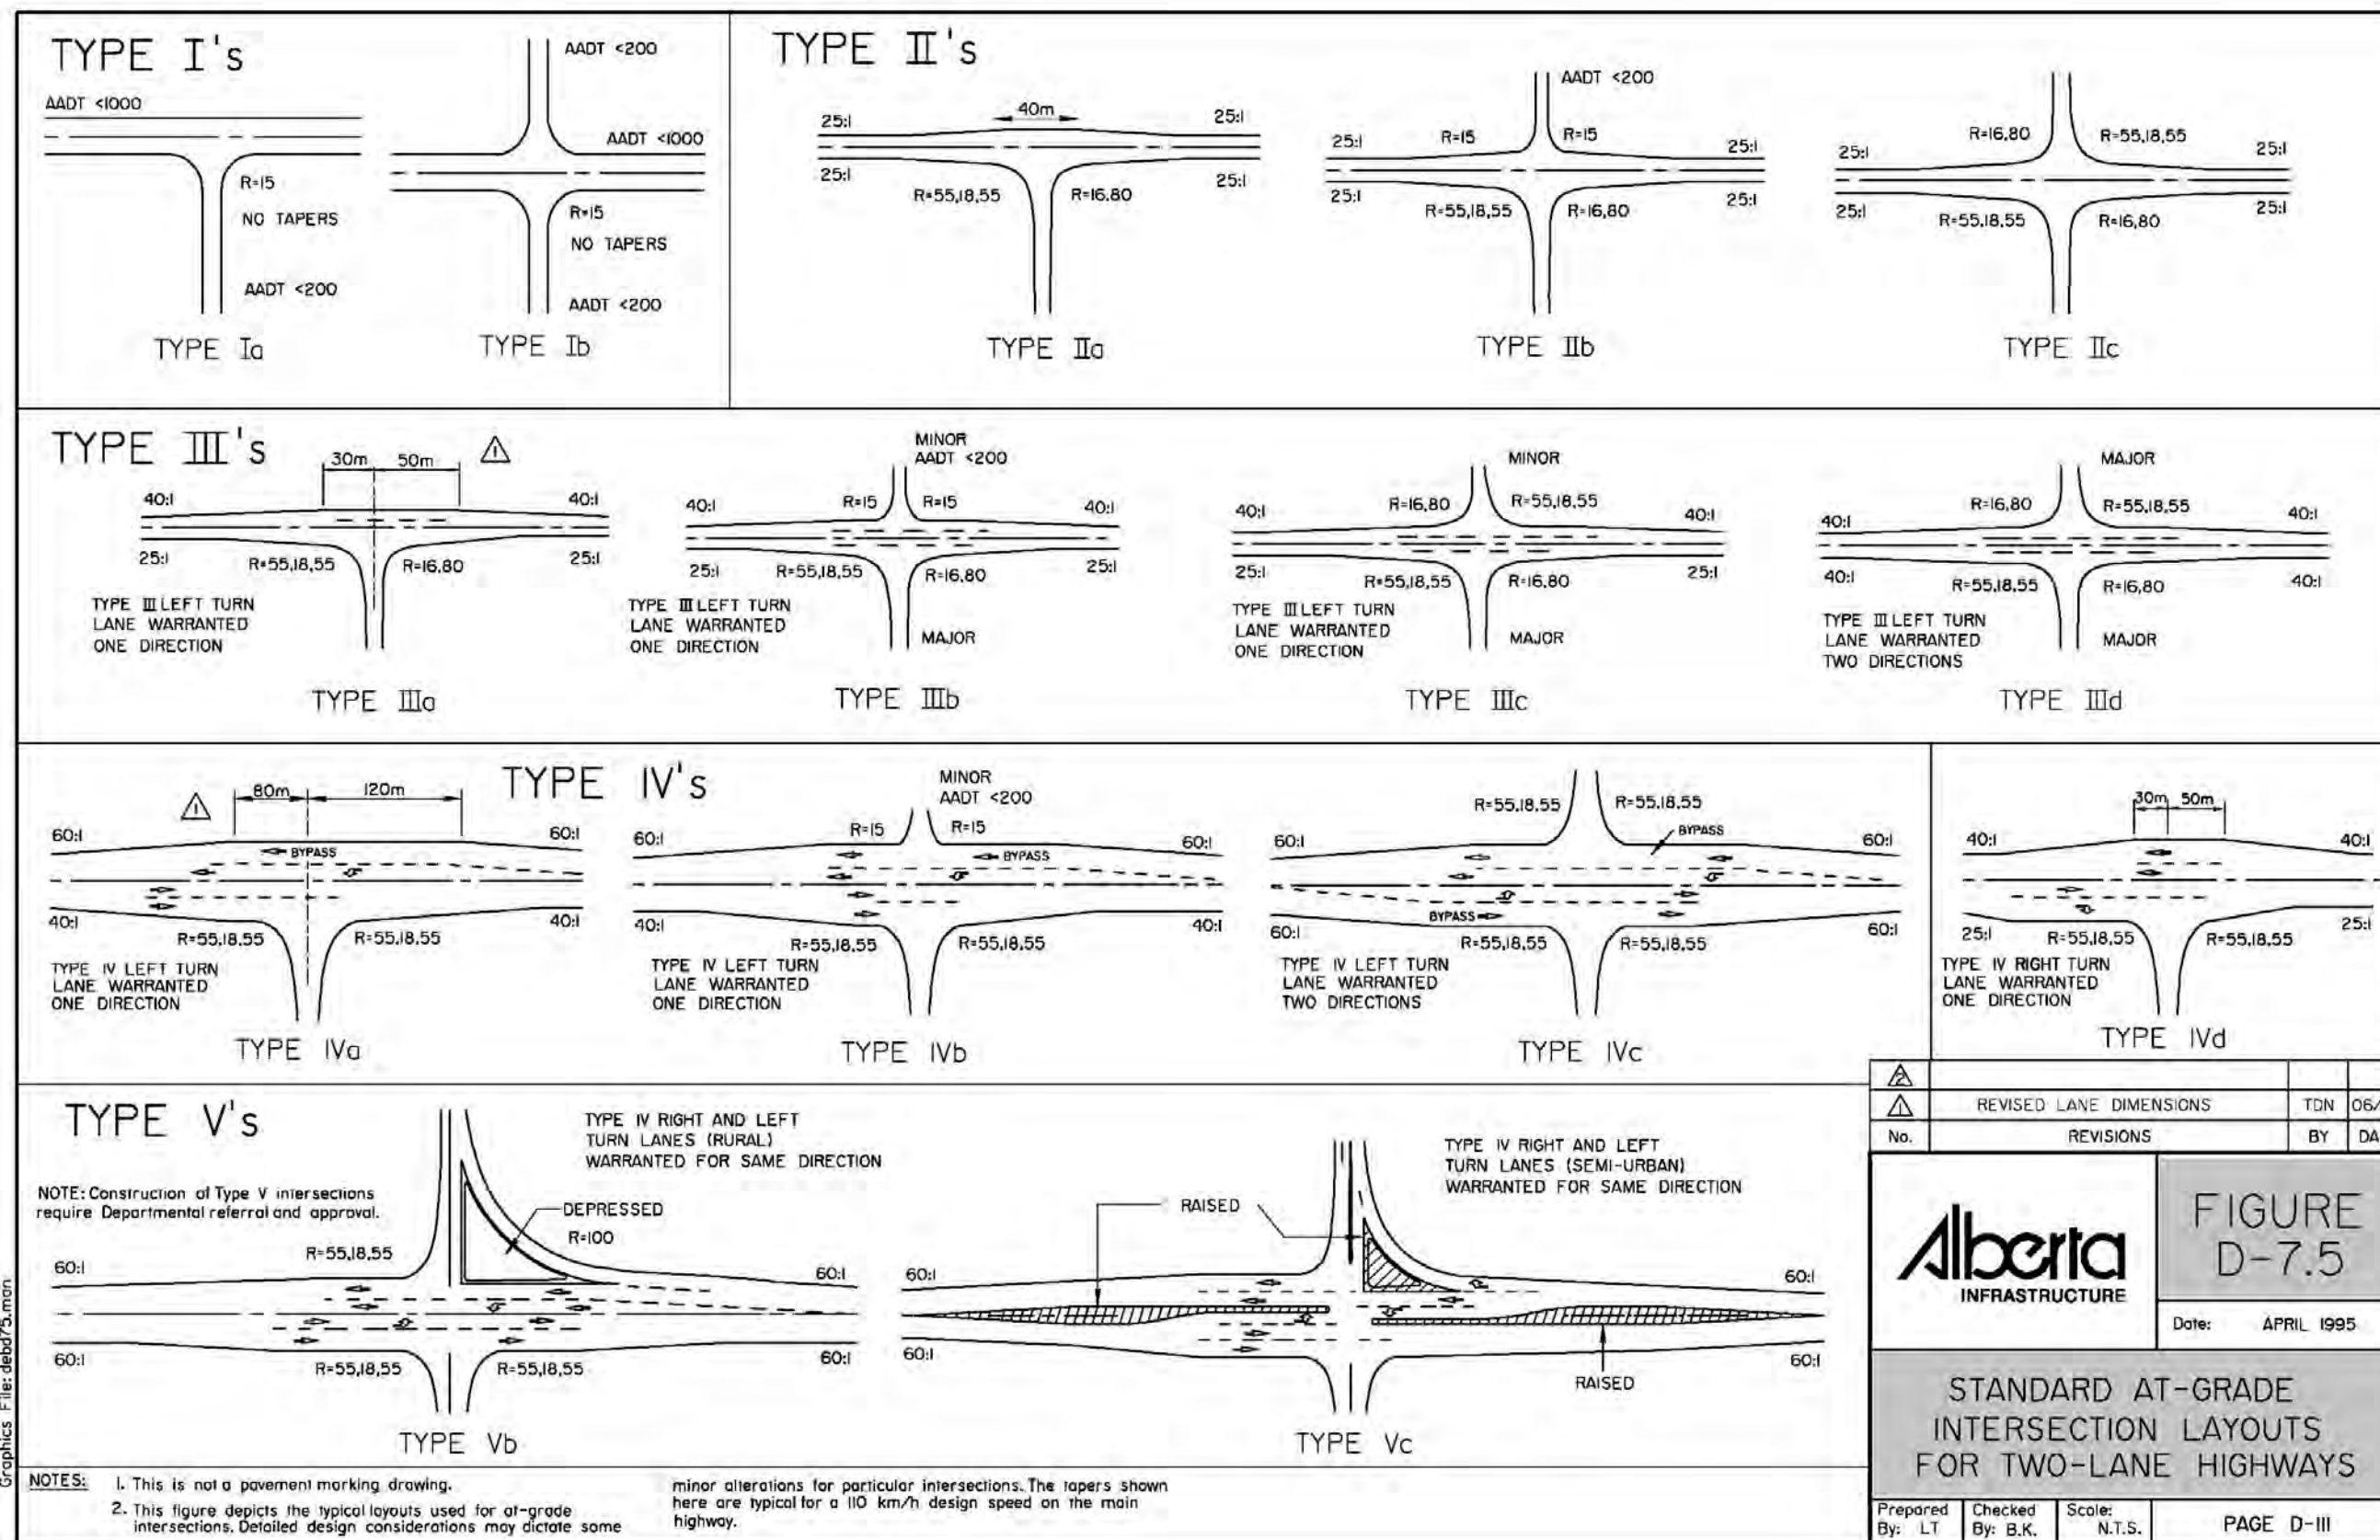 TYPE I's
AADT <1000
R=15
NO TAPERS
AADT <200
TYPE Ia
AADT <200
AADT <1000
R=15
NO TAPERS
AADT <200
TYPE Ib
TYPE II's
40m
25:1
25:1
25:1
25:1
R=55,18,55
R=16,80
TYPE IIa
AADT <200
25:1
R=15
R=15
25:1
25:1
R=55,18,55
R=16,80
25:1
TYPE IIb
R=16,80
R=55,18,55
25:1
25:1
25:1
R=55,18,55
R=16,80
25:1
TYPE IIc
TYPE III's
30m
50m
1
40:1
40:1
25:1
R=55,18,55
R=16,80
25:1
TYPE III LEFT TURN
LANE WARRANTED
ONE DIRECTION
TYPE IIIa
MINOR
AADT <200
40:1
R=15
R=15
40:1
25:1
R=55,18,55
R=16,80
25:1
TYPE III LEFT TURN
LANE WARRANTED
ONE DIRECTION
MAJOR
TYPE IIIb
MINOR
40:1
R=16,80
R=55,18,55
40:1
25:1
R=55,18,55
R=16,80
25:1
TYPE III LEFT TURN
LANE WARRANTED
ONE DIRECTION
MAJOR
TYPE IIIc
MAJOR
40:1
R=16,80
R=55,18,55
40:1
40:1
R=55,18,55
R=16,80
40:1
TYPE III LEFT TURN
LANE WARRANTED
TWO DIRECTIONS
MAJOR
TYPE IIId
TYPE IV's
1
80m
120m
60:1
60:1
BYPASS
40:1
R=55,18,55
R=55,18,55
40:1
TYPE IV LEFT TURN
LANE WARRANTED
ONE DIRECTION
TYPE IVa
MINOR
AADT <200
60:1
R=15
R=15
60:1
BYPASS
40:1
R=55,18,55
R=55,18,55
40:1
TYPE IV LEFT TURN
LANE WARRANTED
ONE DIRECTION
TYPE IVb
R=55,18,55
R=55,18,55
60:1
BYPASS
60:1
BYPASS
60:1
R=55,18,55
R=55,18,55
60:1
TYPE IV LEFT TURN
LANE WARRANTED
TWO DIRECTIONS
TYPE IVc
30m
50m
40:1
40:1
25:1
R=55,18,55
R=55,18,55
25:1
TYPE IV RIGHT TURN
LANE WARRANTED
ONE DIRECTION
TYPE IVd
TYPE V's
NOTE: Construction of Type V intersections
require Departmental referral and approval.
TYPE IV RIGHT AND LEFT
TURN LANES (RURAL)
WARRANTED FOR SAME DIRECTION
DEPRESSED
R=100
R=55,18,55
60:1
60:1
60:1
R=55,18,55
R=55,18,55
60:1
TYPE Vb
TYPE IV RIGHT AND LEFT
TURN LANES (SEMI-URBAN)
WARRANTED FOR SAME DIRECTION
RAISED
60:1
60:1
60:1
60:1
RAISED
TYPE Vc
NOTES:
1. This is not a pavement marking drawing.
2. This figure depicts the typical layouts used for at-grade
intersections. Detailed design considerations may dictate some
minor alterations for particular intersections. The tapers shown
here are typical for a 110 km/h design speed on the main
highway.
2
1 REVISED LANE DIMENSIONS TDN 06/
No. REVISIONS BY DA
Alberta
INFRASTRUCTURE
FIGURE
D-7.5
Date: APRIL 1995
STANDARD AT-GRADE
INTERSECTION LAYOUTS
FOR TWO-LANE HIGHWAYS
Prepared
By: LT
Checked
By: B.K.
Scale:
N.T.S.
PAGE D-111
Graphics File: debd75.man